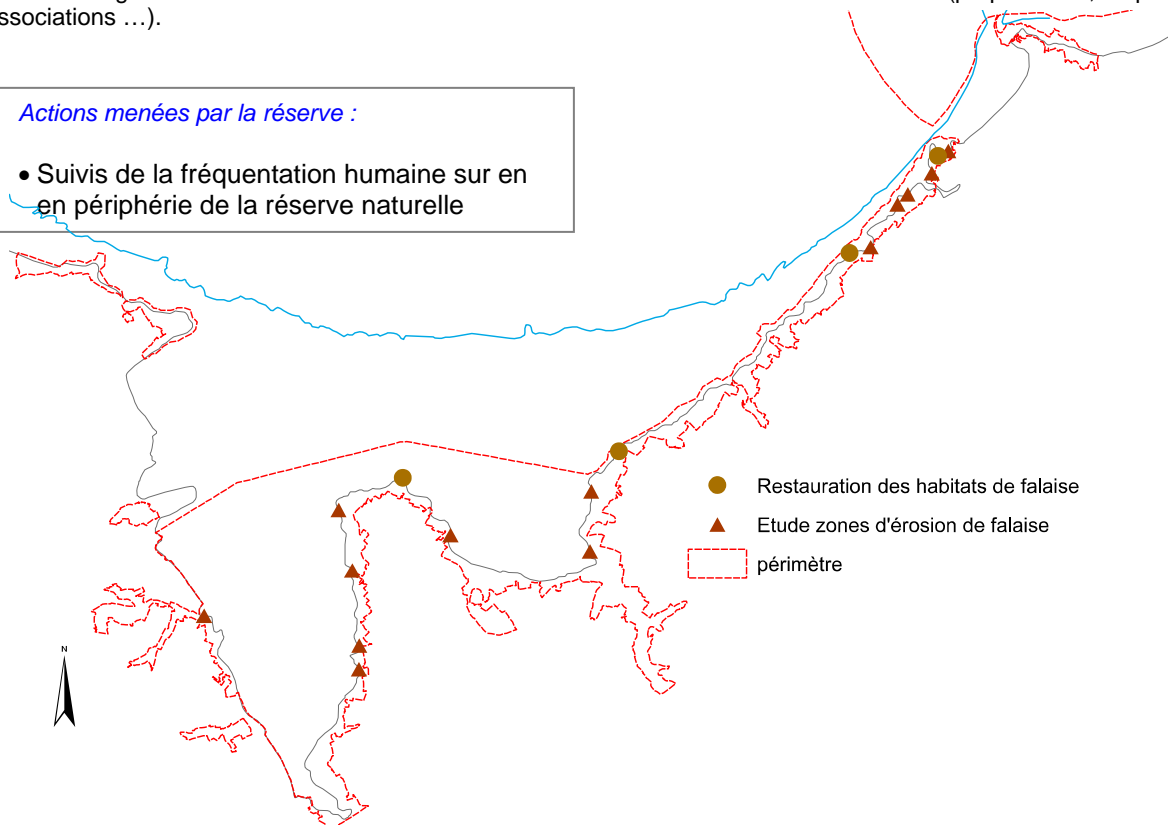 ssociations …).
Actions menées par la réserve :
• Suivis de la fréquentation humaine sur en
en périphérie de la réserve naturelle
Restauration des habitats de falaise
Etude zones d'érosion de falaise
périmètre
N